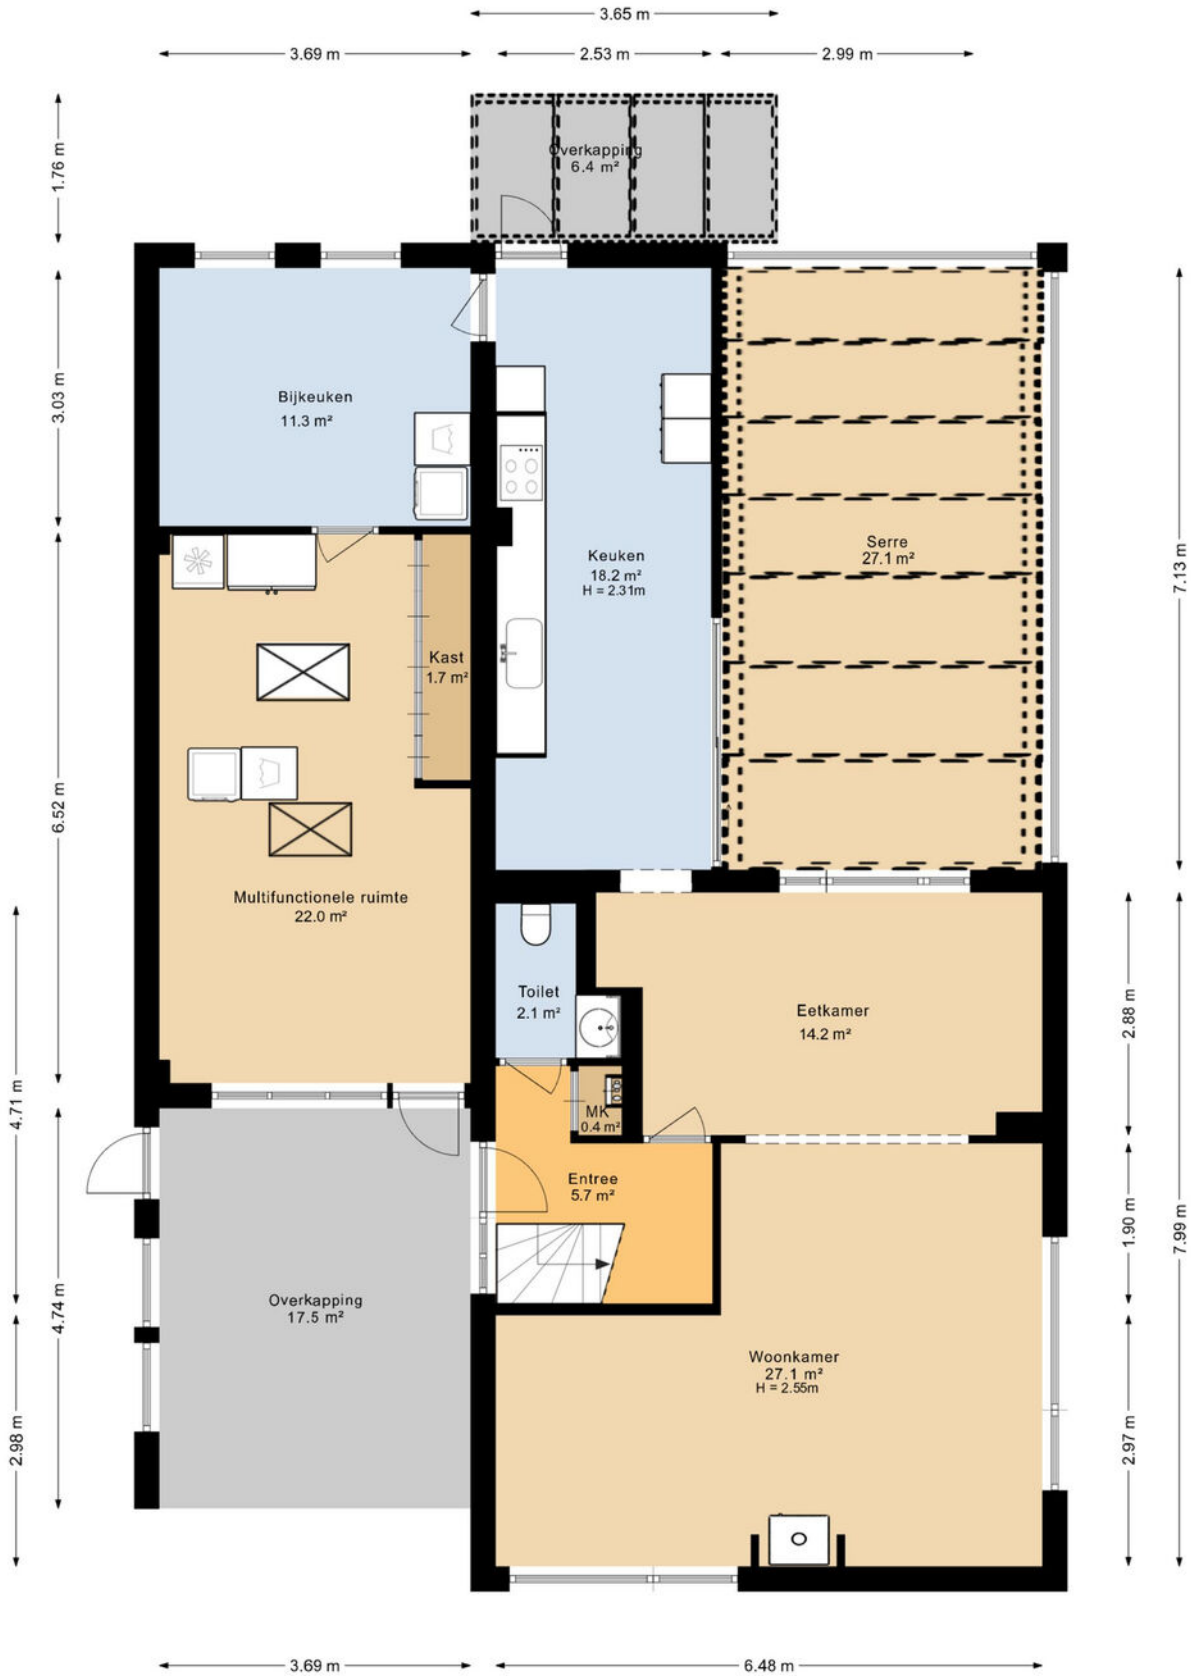 3.65 m
3.69 m
2.53 m
2.99 m
1.76 m
Overkapping
6.4 m²
3.03 m
Bijkeuken
11.3 m²
Keuken
18.2 m²
H = 2.31m
Serre
27.1 m²
7.13 m
Kast
1.7 m²
6.52 m
Multifunctionele ruimte
22.0 m²
Toilet
2.1 m²
Eetkamer
14.2 m²
2.88 m
4.71 m
MK
0.4 m²
Entree
5.7 m²
1.90 m
7.99 m
4.74 m
Overkapping
17.5 m²
Woonkamer
27.1 m²
H = 2.55m
2.98 m
2.97 m
3.69 m
6.48 m